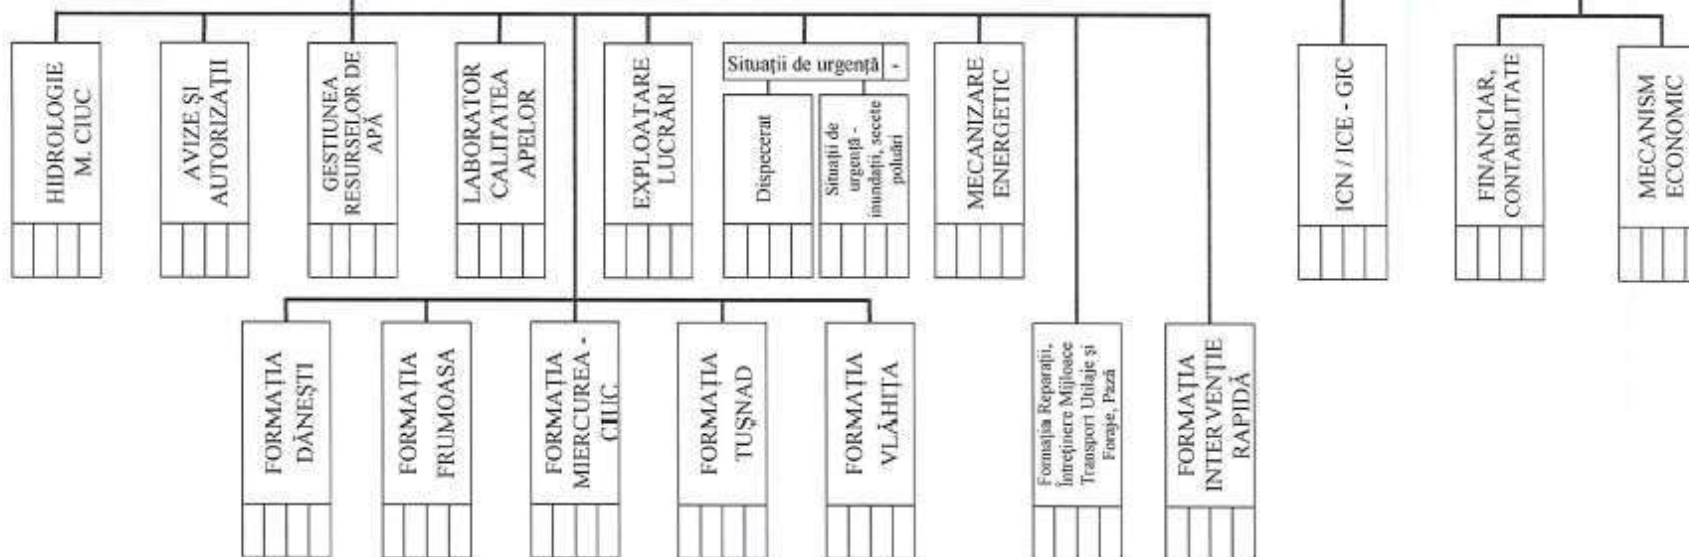 HIDROLOGIE
M. CIUC
AVIZE ȘI
AUTORIZAȚII
GESTIUNEA
RESURSELOR DE
APĂ
LABORATOR
CALITATEA
APELOR
EXPLOATARE
LUCRĂRI
Situații de urgență -
Dispecerat
Situații de
urgență -
inundații, secete
poluări
MECANIZARE
ENERGETIC
ICN / ICE - GIC
FINANCIAR,
CONTABILITATE
MECANISM
ECONOMIC
FORMAȚIA
DĂNEȘTI
FORMAȚIA
FRUMOASA
FORMAȚIA
MIERCUREA -
CIUC
FORMAȚIA
TUȘNAD
FORMAȚIA
VLĂHIȚA
Formația Reparații,
Întreținere Mijloace
Transport Utilaje și
Foraje, Pază
FORMAȚIA
INTERVENȚIE
RAPIDĂ